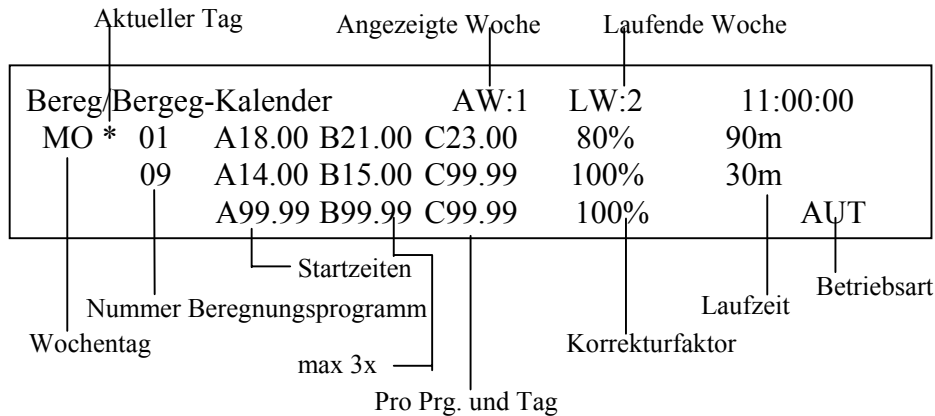 Aktueller Tag Angezeigte Woche Laufende Woche
Bereg/Bergeg-Kalender AW:1 LW:2 11:00:00
MO * 01 A18.00 B21.00 C23.00 80% 90m
09 A14.00 B15.00 C99.99 100% 30m
A99.99 B99.99 C99.99 100% AUT
Startzeiten
Betriebsart
Nummer Beregnungsprogramm
Laufzeit
Wochentag
Korrekturfaktor
max 3x
Pro Prg. und Tag